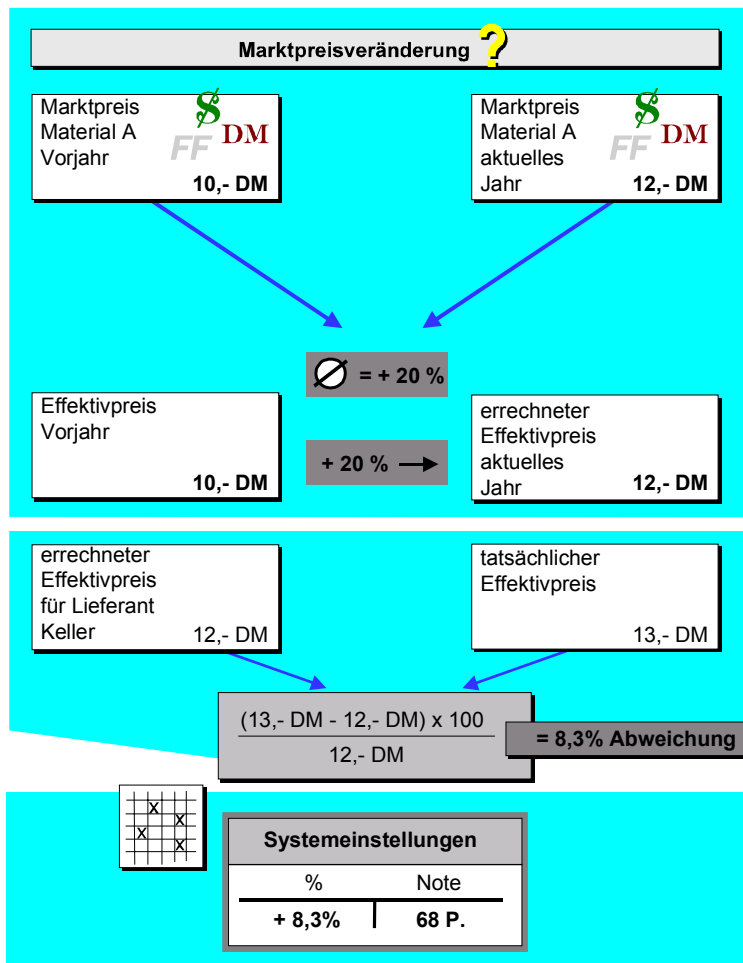 Marktpreisveränderung ?
Marktpreis
Material A
Vorjahr
$
FF DM
10,- DM
Marktpreis
Material A
aktuelles
Jahr
$
FF DM
12,- DM
Ø = + 20 %
Effektivpreis
Vorjahr
10,- DM
+ 20 % →
errechneter
Effektivpreis
aktuelles
Jahr
12,- DM
errechneter
Effektivpreis
für Lieferant
Keller
12,- DM
tatsächlicher
Effektivpreis
13,- DM
(13,- DM - 12,- DM) x 100
12,- DM
= 8,3% Abweichung
X
X
X
X
Systemeinstellungen
% Note
+ 8,3% 68 P.